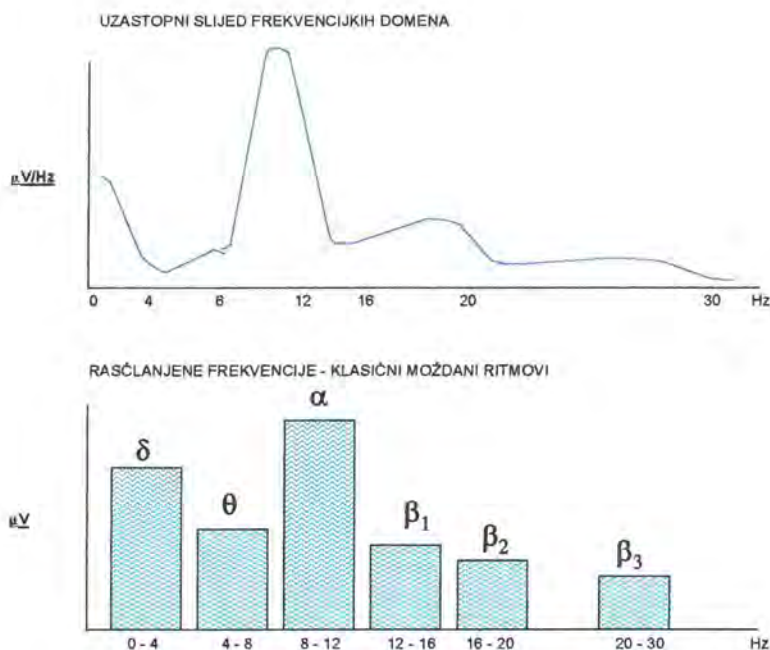 UZASTOPNI SLIJED FREKVENCIJKIH DOMENA
µV/Hz
0 4 8 12 16 20 30 Hz
RASČLANJENE FREKVENCIJE - KLASIČNI MOŽDANI RITMOVI
δ θ α β1 β2 β3
µV
0 - 4 4 - 8 8 - 12 12 - 16 16 - 20 20 - 30 Hz